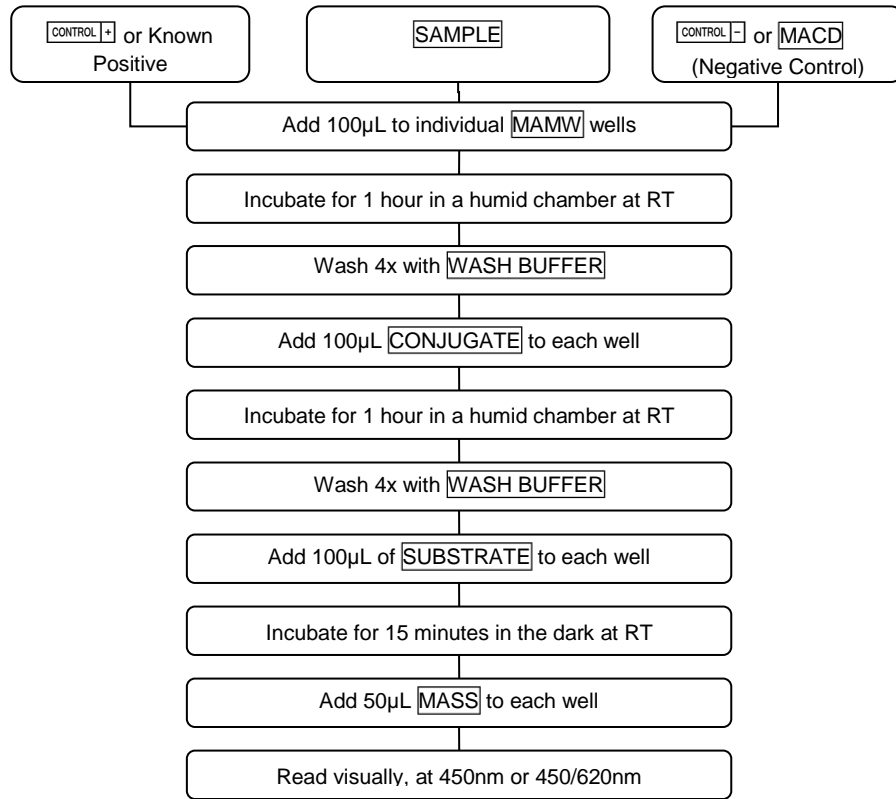 CONTROL + or Known
Positive
SAMPLE
CONTROL - or MACD
(Negative Control)
Add 100µL to individual MAMW wells
Incubate for 1 hour in a humid chamber at RT
Wash 4x with WASH BUFFER
Add 100µL CONJUGATE to each well
Incubate for 1 hour in a humid chamber at RT
Wash 4x with WASH BUFFER
Add 100µL of SUBSTRATE to each well
Incubate for 15 minutes in the dark at RT
Add 50µL MASS to each well
Read visually, at 450nm or 450/620nm